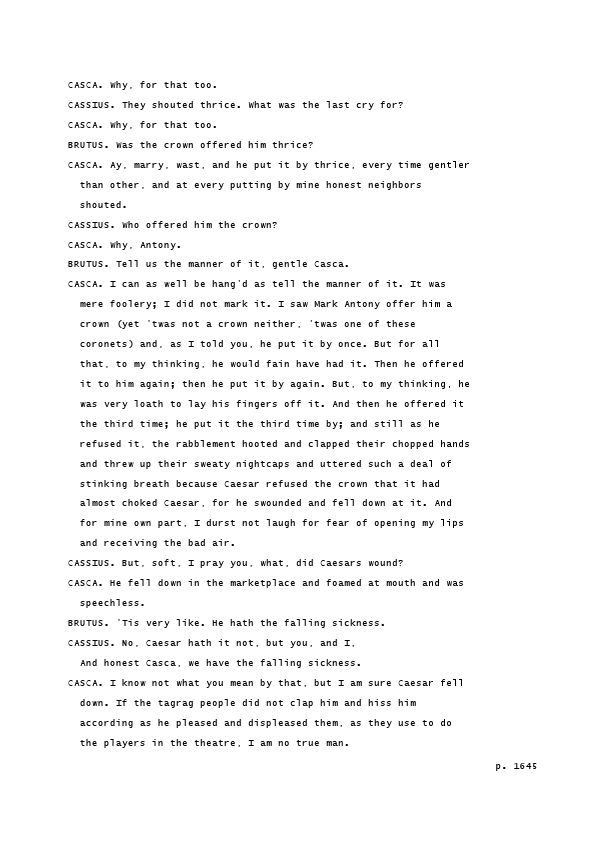 CASCA. Why, for that too.
CASSIUS. They shouted thrice. What was the last cry for?
CASCA. Why, for that too.
BRUTUS. Was the crown offered him thrice?
CASCA. Ay, marry, wast, and he put it by thrice, every time gentler
than other, and at every putting by mine honest neighbors
shouted.
CASSIUS. Who offered him the crown?
CASCA. Why, Antony.
BRUTUS. Tell us the manner of it, gentle Casca.
CASCA. I can as well be hang'd as tell the manner of it. It was
mere foolery; I did not mark it. I saw Mark Antony offer him a
crown (yet 'twas not a crown neither, 'twas one of these
coronets) and, as I told you, he put it by once. But for all
that, to my thinking, he would fain have had it. Then he offered
it to him again; then he put it by again. But, to my thinking, he
was very loath to lay his fingers off it. And then he offered it
the third time; he put it the third time by; and still as he
refused it, the rabblement hooted and clapped their chopped hands
and threw up their sweaty nightcaps and uttered such a deal of
stinking breath because Caesar refused the crown that it had
almost choked Caesar, for he swounded and fell down at it. And
for mine own part, I durst not laugh for fear of opening my lips
and receiving the bad air.
CASSIUS. But, soft, I pray you, what, did Caesars wound?
CASCA. He fell down in the marketplace and foamed at mouth and was
speechless.
BRUTUS. 'Tis very like. He hath the falling sickness.
CASSIUS. No, Caesar hath it not, but you, and I,
And honest Casca, we have the falling sickness.
CASCA. I know not what you mean by that, but I am sure Caesar fell
down. If the tagrag people did not clap him and hiss him
according as he pleased and displeased them, as they use to do
the players in the theatre, I am no true man.
p. 1645